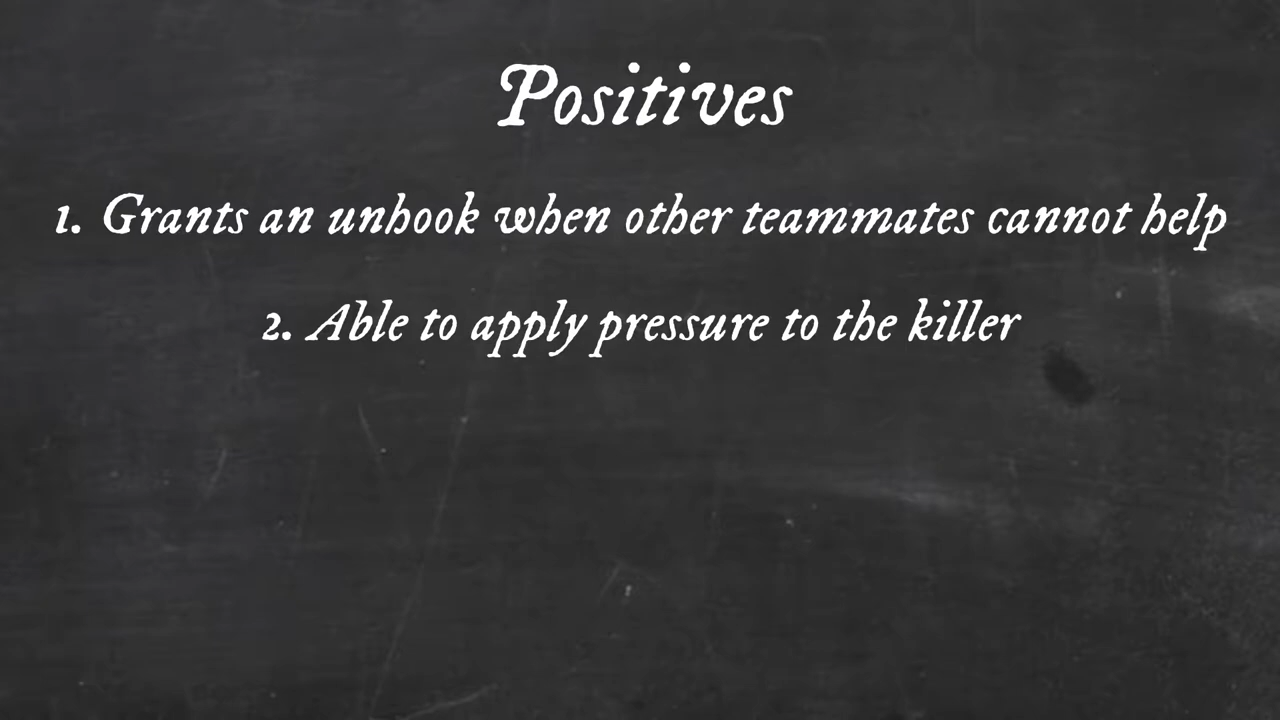 Positives
1. Grants an unhook when other teammates cannot help
2. Able to apply pressure to the killer